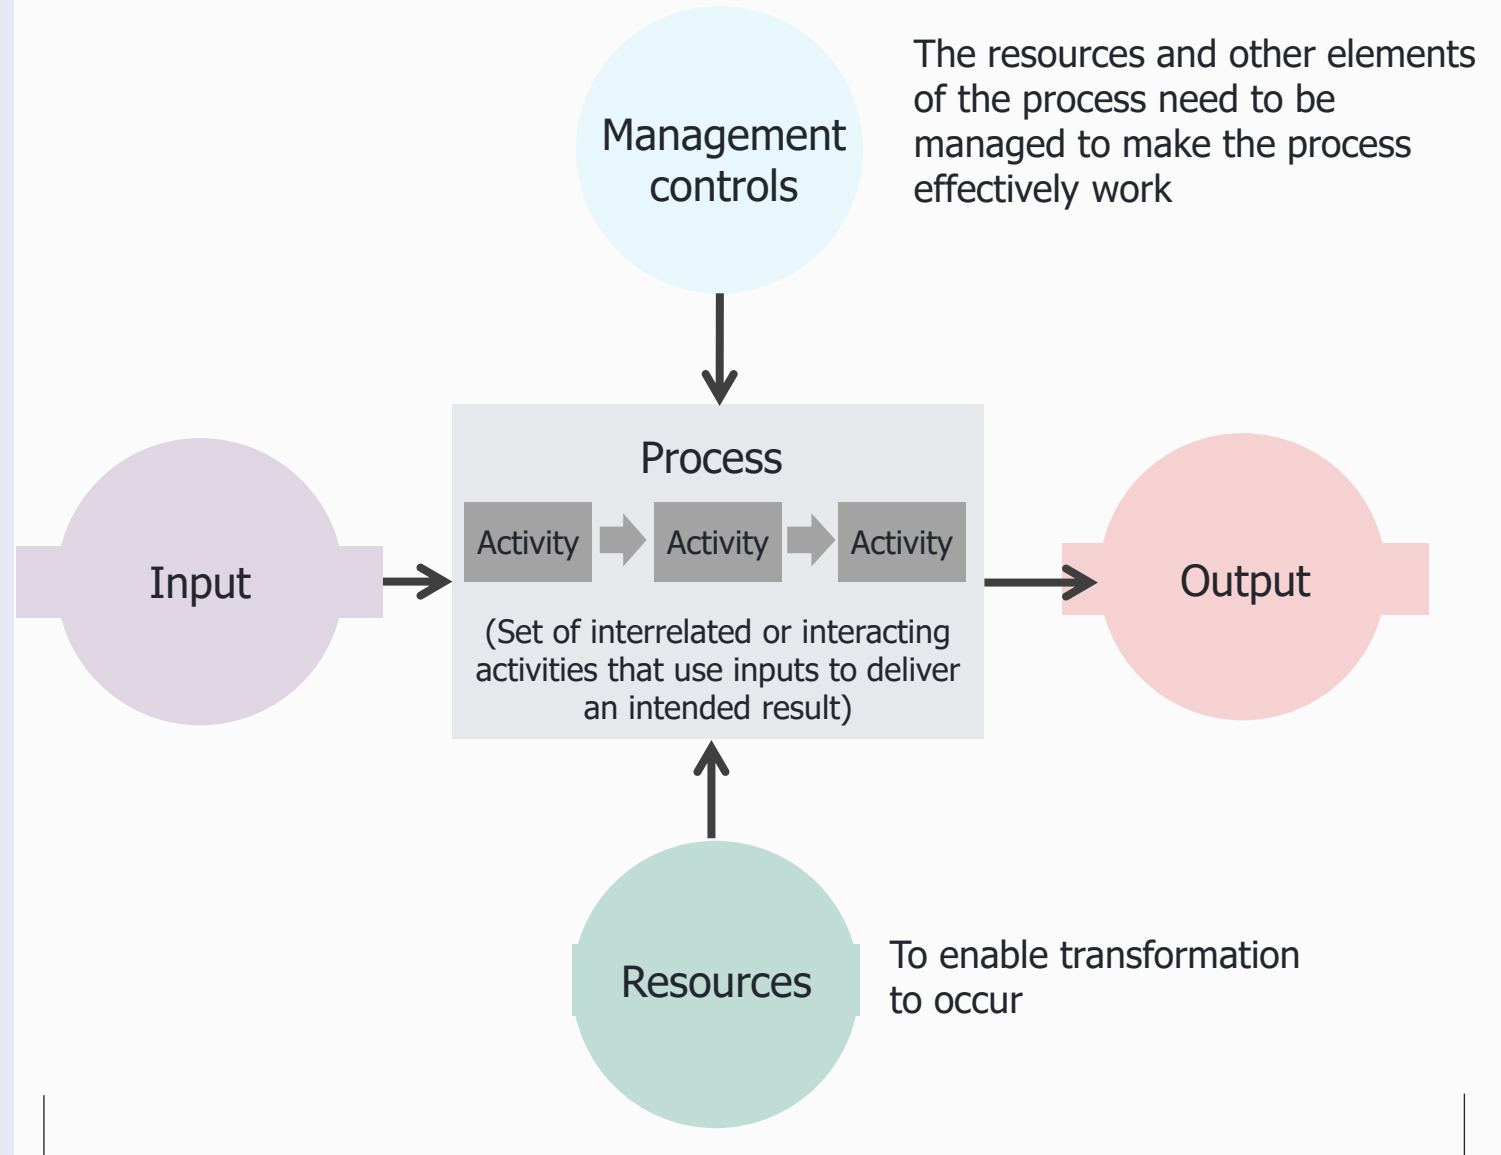 Management
controls
The resources and other elements
of the process need to be
managed to make the process
effectively work
Process
Activity
Activity
Activity
(Set of interrelated or interacting
activities that use inputs to deliver
an intended result)
Input
Output
Resources
To enable transformation
to occur